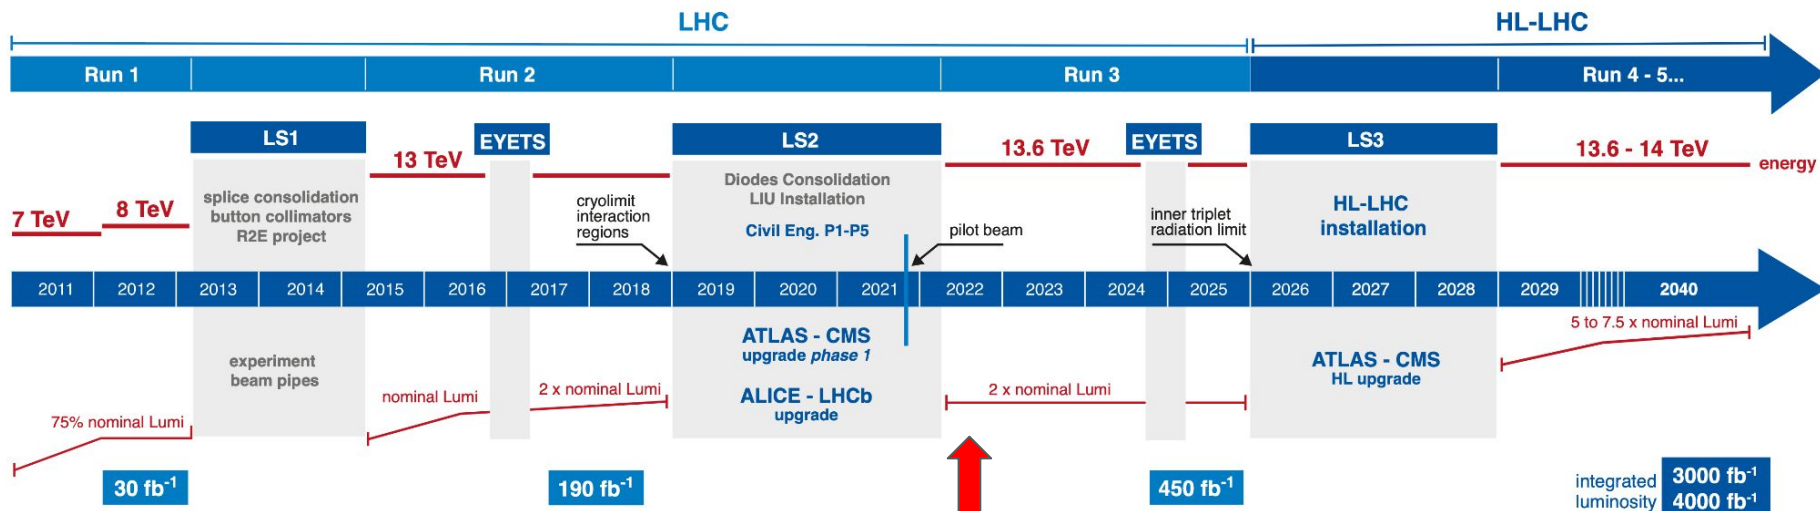 LHC
HL-LHC
Run 1
Run 2
Run 3
Run 4 - 5...
LS1
EYETS
LS2
EYETS
LS3
13 TeV
13.6 TeV
13.6 - 14 TeV
energy
7 TeV
8 TeV
splice consolidation
button collimators
R2E project
cryolimit
interaction
regions
Diodes Consolidation
LIU Installation
Civil Eng. P1-P5
pilot beam
inner triplet
radiation limit
HL-LHC
installation
2011
2012
2013
2014
2015
2016
2017
2018
2019
2020
2021
2022
2023
2024
2025
2026
2027
2028
2029
2040
5 to 7.5 x nominal Lumi
experiment
beam pipes
ATLAS - CMS
upgrade phase 1
ALICE - LHCb
upgrade
ATLAS - CMS
HL upgrade
75% nominal Lumi
nominal Lumi
2 x nominal Lumi
2 x nominal Lumi
30 fb⁻¹
190 fb⁻¹
450 fb⁻¹
integrated
luminosity
3000 fb⁻¹
4000 fb⁻¹